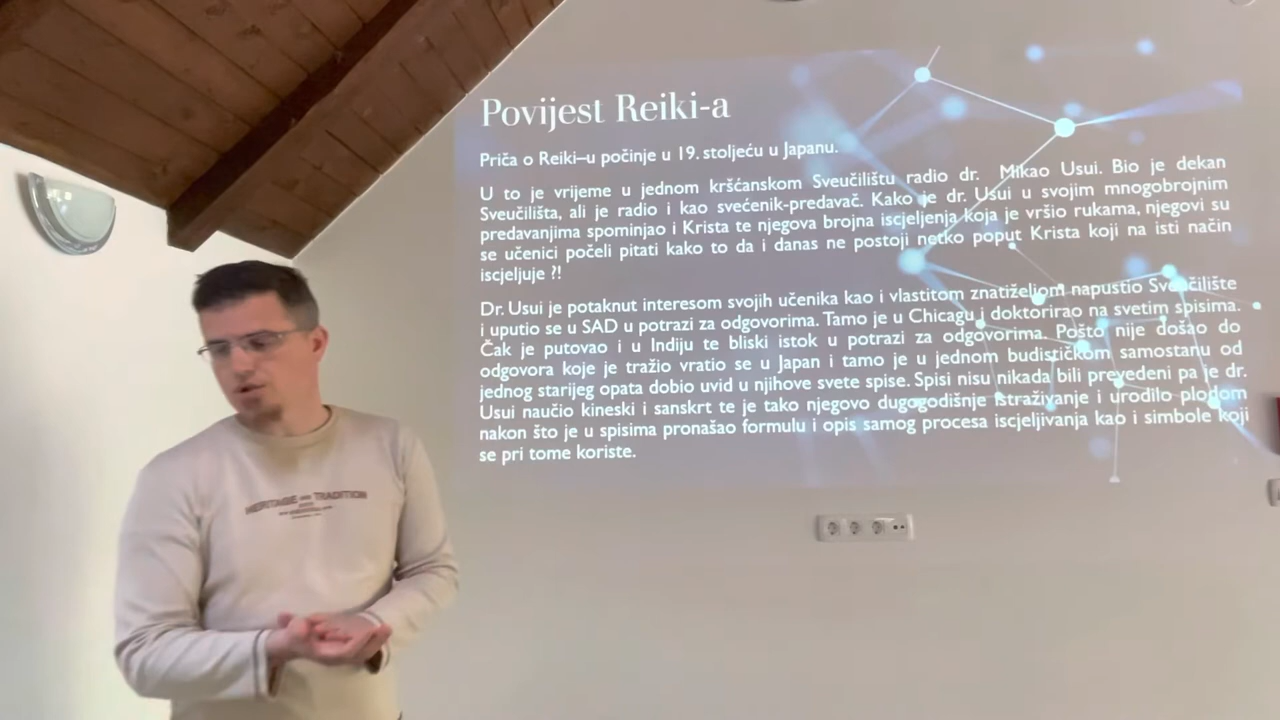 Povijest Reiki-a
Priča o Reiki–u počinje u 19. stoljeću u Japanu.
U to je vrijeme u jednom kršćanskom Sveučilištu radio dr. Mikao Usui. Bio je dekan
Sveučilišta, ali je radio i kao svećenik-predavač. Kako je dr. Usui u svojim mnogobrojnim
predavanjima spominjao i Krista te njegova brojna iscjeljenja koja je vršio rukama, njegovi su
se učenici počeli pitati kako to da i danas ne postoji netko poput Krista koji na isti način
iscjeljuje ?!
Dr. Usui je potaknut interesom svojih učenika kao i vlastitom znatiželjom napustio Sveučilište
i uputio se u SAD u potrazi za odgovorima. Tamo je u Chicagu i doktorirao na svetim spisima.
Čak je putovao i u Indiju te bliski istok u potrazi za odgovorima. Pošto nije došao do
odgovora koje je tražio vratio se u Japan i tamo je u jednom budističkom samostanu od
jednog starijeg opata dobio uvid u njihove svete spise. Spisi nisu nikada bili prevedeni pa je dr.
Usui naučio kineski i sanskrt te je tako njegovo dugogodišnje istraživanje i urodilo plodom
nakon što je u spisima pronašao formulu i opis samog procesa iscjeljivanja kao i simbole koji
se pri tome koriste.
HERITAGE AND TRADITION